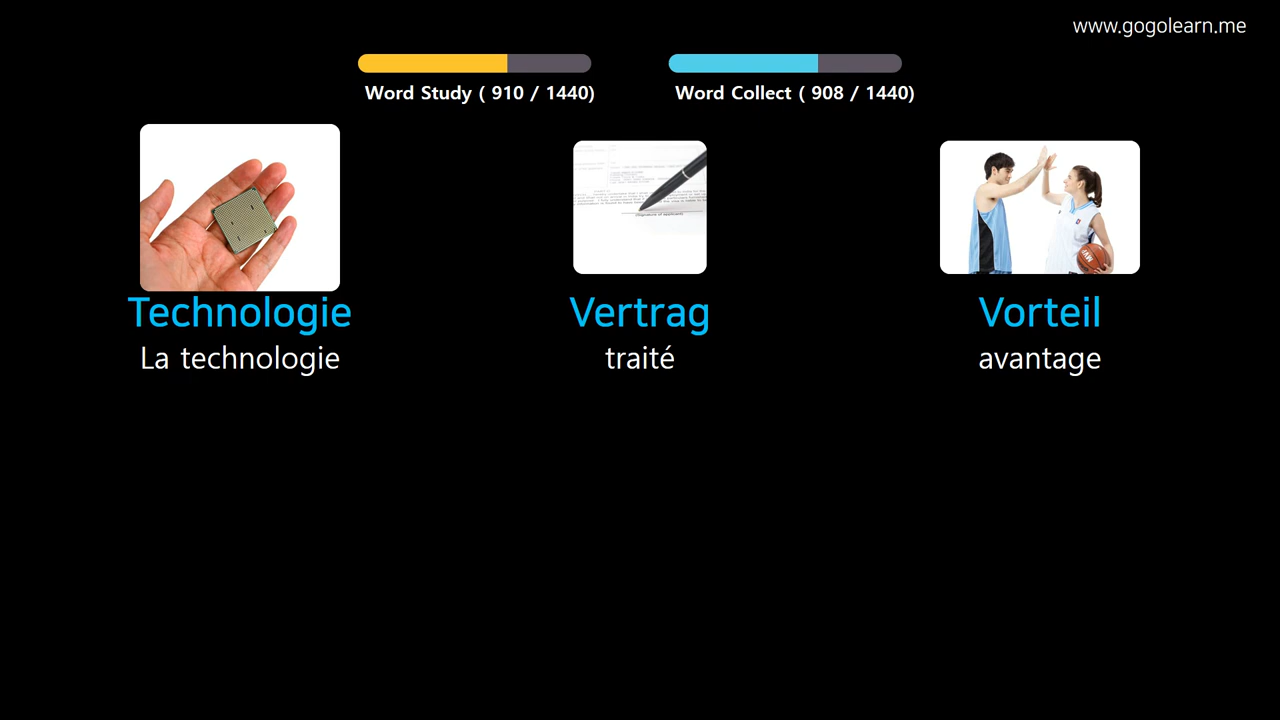 www.gogolearn.me
Word Study ( 910 / 1440)
Word Collect ( 908 / 1440)
Technologie
La technologie
Vertrag
traité
Vorteil
avantage